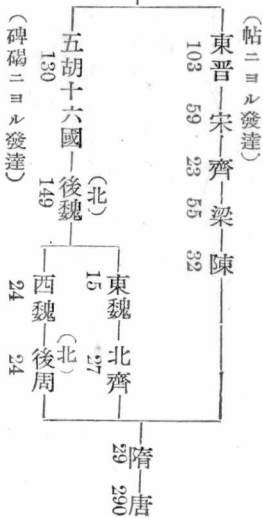 （帖ニヨル發達）
東晋 宋 齊 梁 陳
103 59 23 55 32
五胡十六國 後魏
130 149
（北）
（碑碣ニヨル發達）
東魏 北齊
15 27
西魏 後周
24 24
（北）
隋 唐
29 290